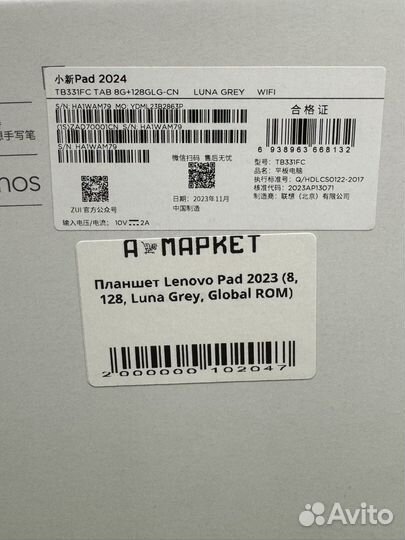 小新Pad 2024
TB331FC TAB 8G+128GLG-CN LUNA GREY WIFI
S/N: HA1WAM79 MO: YDML23B2863P
(1S)ZAD70001CN S/N: HA1WAM79
合格证
6 938963 668132
微信扫码 售后无忧
型号: TB331FC
品名: 平板电脑
执行标准号: Q/HDLCS0122-2017
核准代码: 2023AP13071
制造商: 联想（北京）有限公司
日期: 2023年11月
中国制造
ZUI 官方公众号
输入电压/电流: 10V⎓2A
想手写笔
nos
A МАРКЕТ
Планшет Lenovo Pad 2023 (8,
128, Luna Grey, Global ROM)
2 000000 102047
Avito